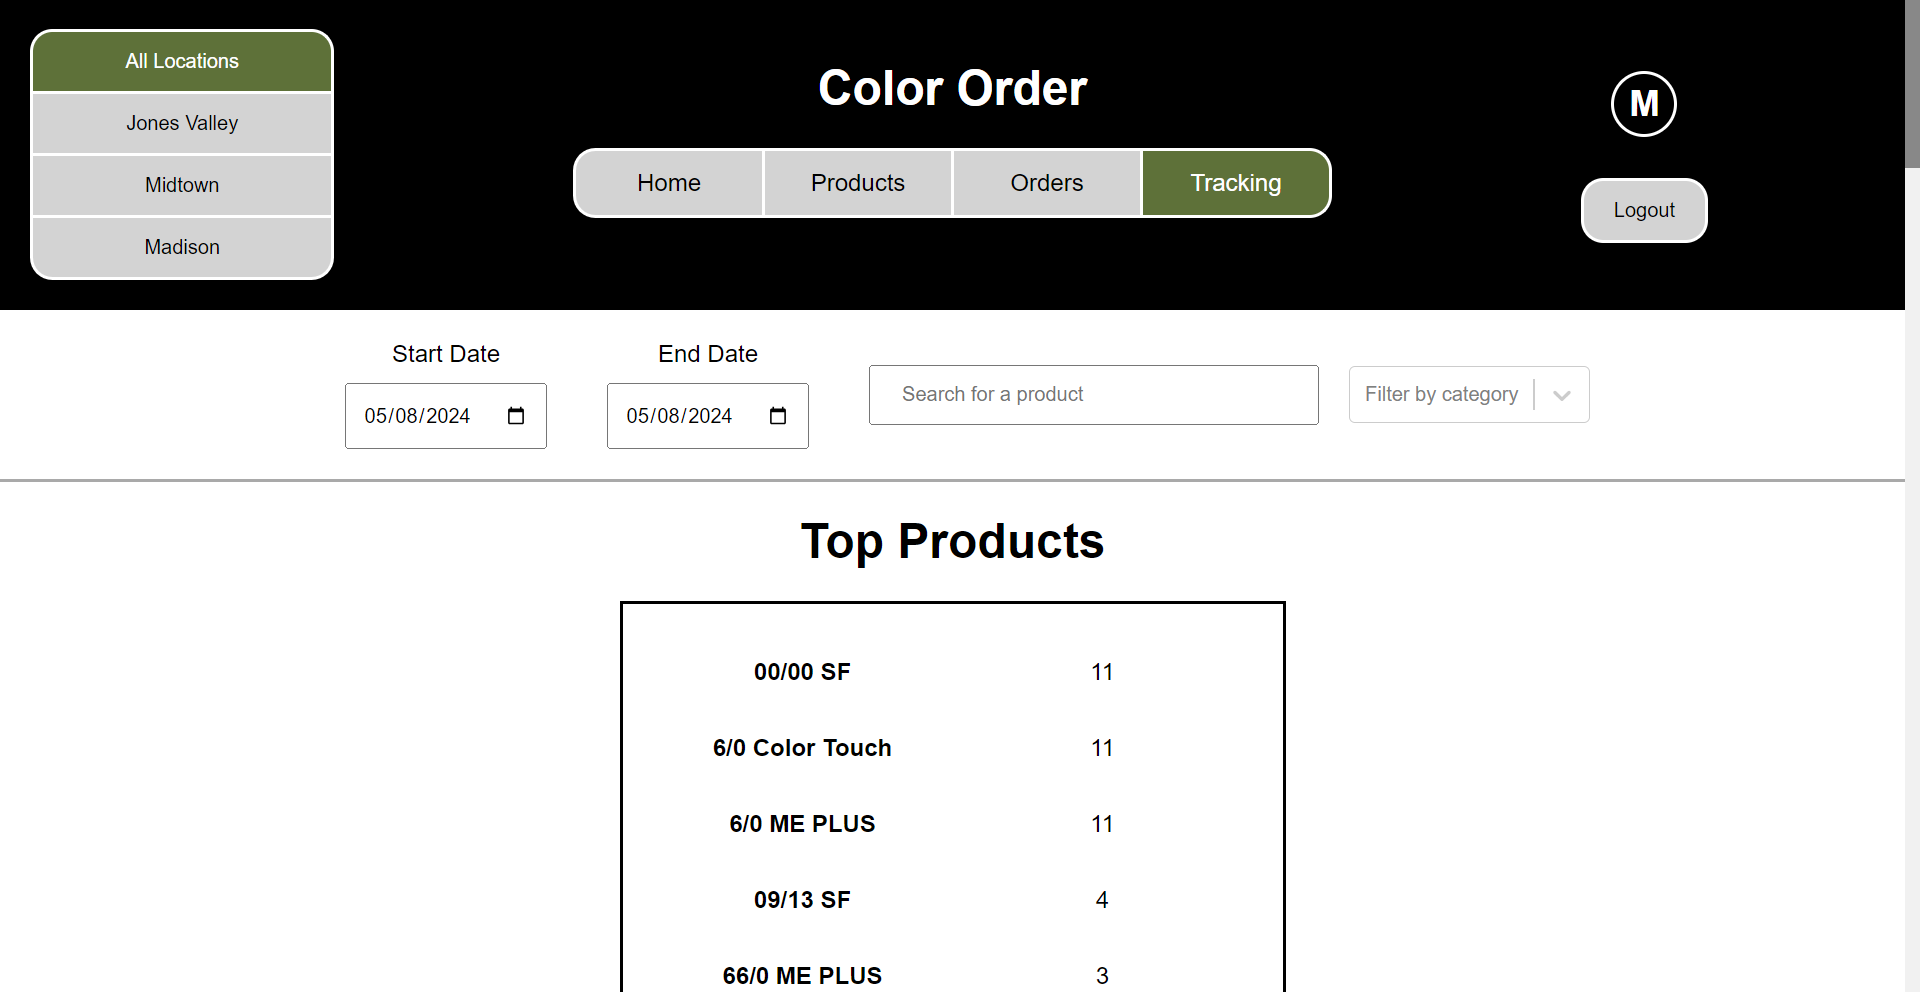 All Locations
Jones Valley
Midtown
Madison
Color Order
Home Products Orders Tracking
M
Logout
Start Date
05/08/2024
End Date
05/08/2024
Search for a product
Filter by category
Top Products
00/00 SF 11
6/0 Color Touch 11
6/0 ME PLUS 11
09/13 SF 4
66/0 ME PLUS 3